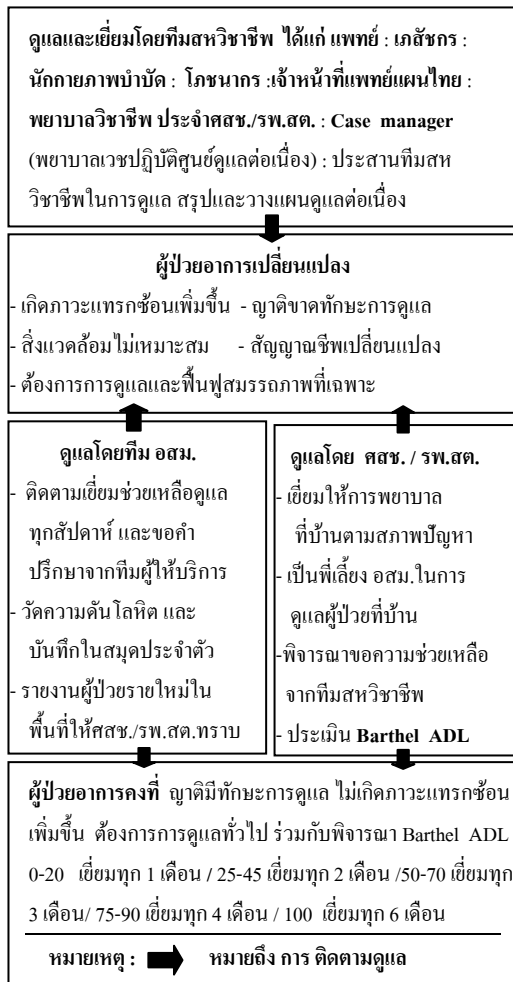 ดูแลและเยี่ยมโดยทีมสหวิชาชีพ ได้แก่ แพทย์ : เภสัชกร :
นักกายภาพบำบัด : โภชนากร :เจ้าหน้าที่แพทย์แผนไทย :
พยาบาลวิชาชีพ ประจำศสช./รพ.สต. : Case manager
(พยาบาลเวชปฏิบัติศูนย์ดูแลต่อเนื่อง) : ประสานทีมสห
วิชาชีพในการดูแล สรุปและวางแผนดูแลต่อเนื่อง
ผู้ป่วยอาการเปลี่ยนแปลง
- เกิดภาวะแทรกซ้อนเพิ่มขึ้น - ญาติขาดทักษะการดูแล
- สิ่งแวดล้อมไม่เหมาะสม - สัญญาณชีพเปลี่ยนแปลง
- ต้องการการดูแลและฟื้นฟูสมรรถภาพที่เฉพาะ
ดูแลโดยทีม อสม.
- ติดตามเยี่ยมช่วยเหลือดูแล
ทุกสัปดาห์ และขอคำ
ปรึกษาจากทีมผู้ให้บริการ
- วัดความดันโลหิต และ
บันทึกในสมุดประจำตัว
- รายงานผู้ป่วยรายใหม่ใน
พื้นที่ให้ศสช./รพ.สต.ทราบ
ดูแลโดย ศสช. / รพ.สต.
- เยี่ยมให้การพยาบาล
ที่บ้านตามสภาพปัญหา
- เป็นพี่เลี้ยง อสม.ในการ
ดูแลผู้ป่วยที่บ้าน
-พิจารณาขอความช่วยเหลือ
จากทีมสหวิชาชีพ
- ประเมิน Barthel ADL
ผู้ป่วยอาการคงที่ ญาติมีทักษะการดูแล ไม่เกิดภาวะแทรกซ้อน
เพิ่มขึ้น ต้องการการดูแลทั่วไป ร่วมกับพิจารณา Barthel ADL
0-20 เยี่ยมทุก 1 เดือน / 25-45 เยี่ยมทุก 2 เดือน /50-70 เยี่ยมทุก
3 เดือน/ 75-90 เยี่ยมทุก 4 เดือน / 100 เยี่ยมทุก 6 เดือน
หมายเหตุ : หมายถึง การ ติดตามดูแล